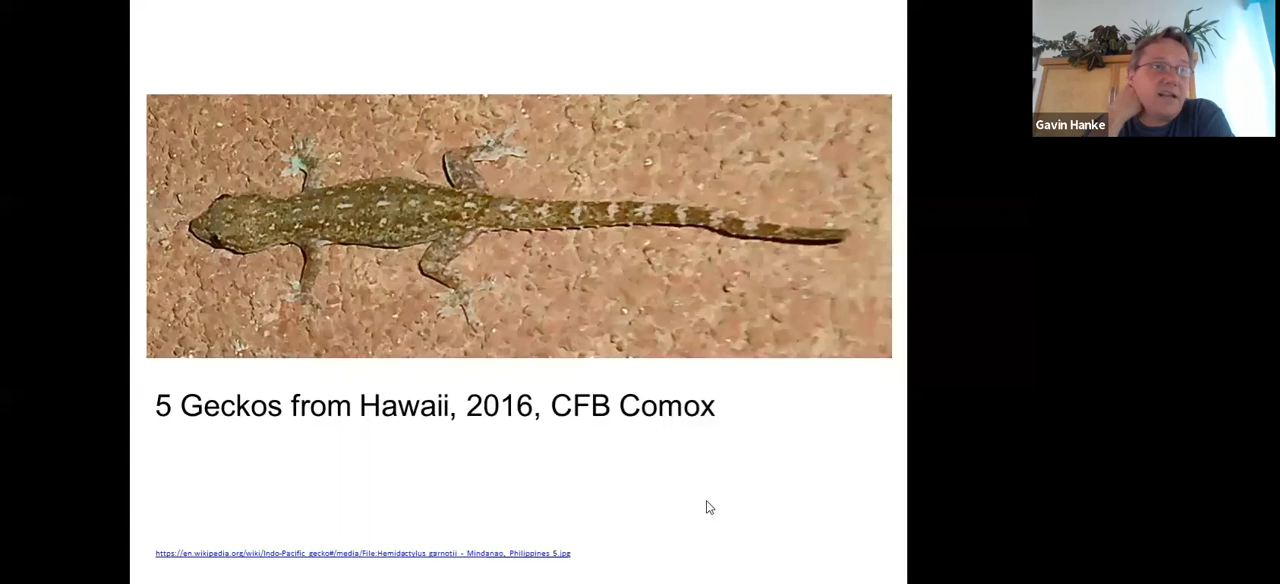 Gavin Hanke
5 Geckos from Hawaii, 2016, CFB Comox
https://en.wikipedia.org/wiki/Indo-Pacific_gecko#/media/File:Hemidactylus_garnotii_-_Mindanao,_Philippines_5.jpg